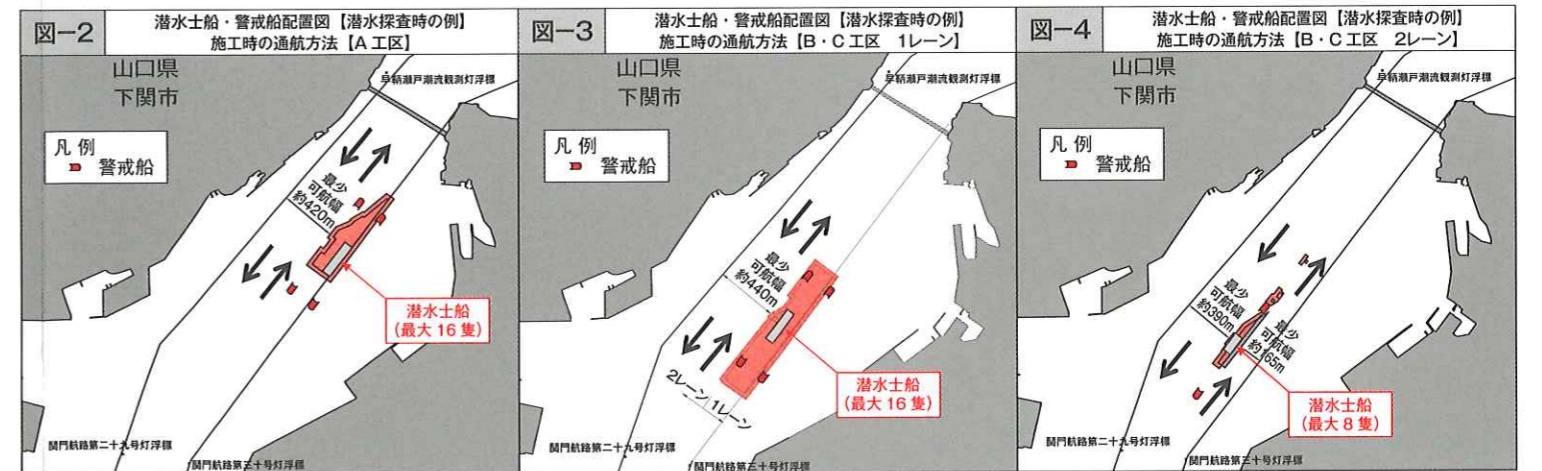 図ー2
潜水士船・警戒船配置図【潜水探査時の例】
施工時の通航方法【A 工区】
山口県
下関市
早鞆瀬戸潮流観測灯浮標
凡 例
警戒船
最少
可航幅
約420m
潜水士船
(最大 16 隻)
関門航路第二十九号灯浮標
関門航路第三十号灯浮標
図ー3
潜水士船・警戒船配置図【潜水探査時の例】
施工時の通航方法【B・C 工区 1レーン】
山口県
下関市
早鞆瀬戸潮流観測灯浮標
凡 例
警戒船
最少
可航幅
約440m
潜水士船
(最大 16 隻)
2レーン
1レーン
関門航路第二十九号灯浮標
関門航路第三十号灯浮標
図ー4
潜水士船・警戒船配置図【潜水探査時の例】
施工時の通航方法【B・C 工区 2レーン】
山口県
下関市
早鞆瀬戸潮流観測灯浮標
凡 例
警戒船
最少
可航幅
約390m
最少
可航幅
約165m
潜水士船
(最大 8 隻)
関門航路第二十九号灯浮標
関門航路第三十号灯浮標